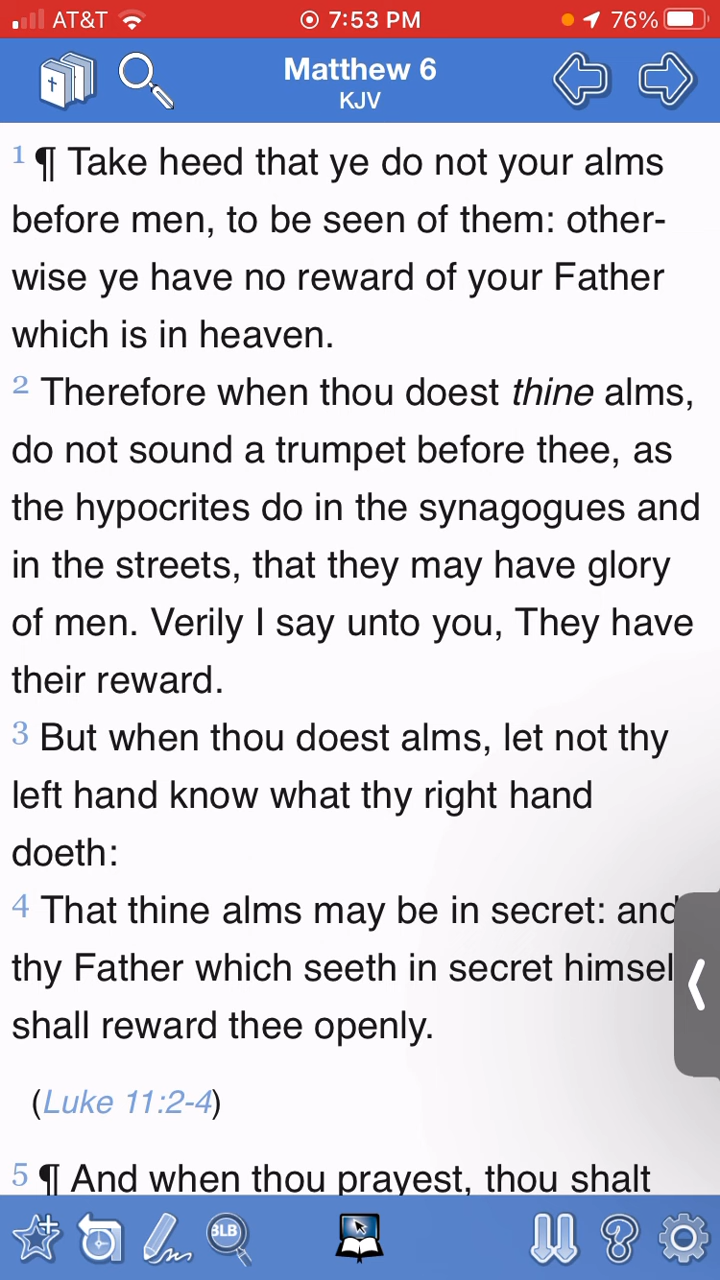 AT&T 7:53 PM 76%
Matthew 6
KJV
1 ¶ Take heed that ye do not your alms
before men, to be seen of them: other-
wise ye have no reward of your Father
which is in heaven.
2 Therefore when thou doest thine alms,
do not sound a trumpet before thee, as
the hypocrites do in the synagogues and
in the streets, that they may have glory
of men. Verily I say unto you, They have
their reward.
3 But when thou doest alms, let not thy
left hand know what thy right hand
doeth:
4 That thine alms may be in secret: and
thy Father which seeth in secret himsel
shall reward thee openly.
(Luke 11:2-4)
5 ¶ And when thou prayest, thou shalt
BLB